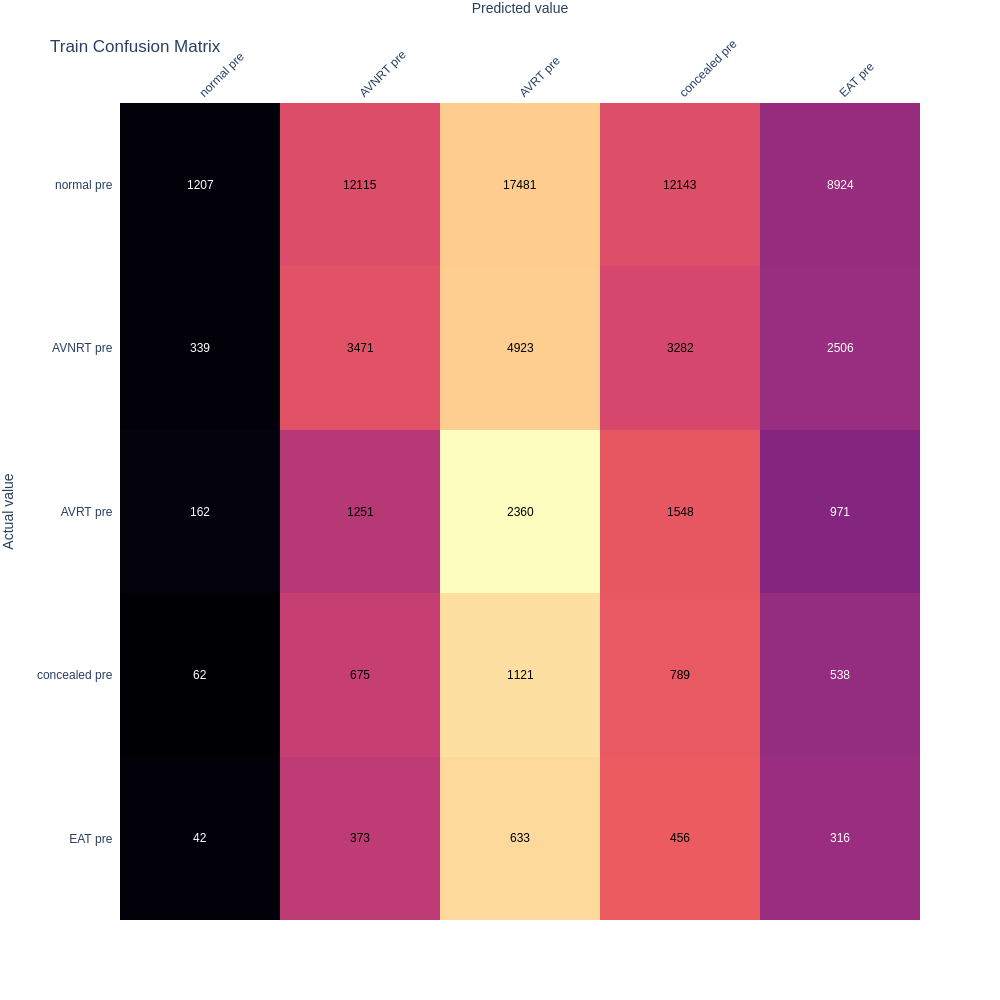 Predicted value
Train Confusion Matrix
normal pre AVNRT pre AVRT pre concealed pre EAT pre
normal pre 1207 12115 17481 12143 8924
AVNRT pre 339 3471 4923 3282 2506
Actual value
AVRT pre 162 1251 2360 1548 971
concealed pre 62 675 1121 789 538
EAT pre 42 373 633 456 316